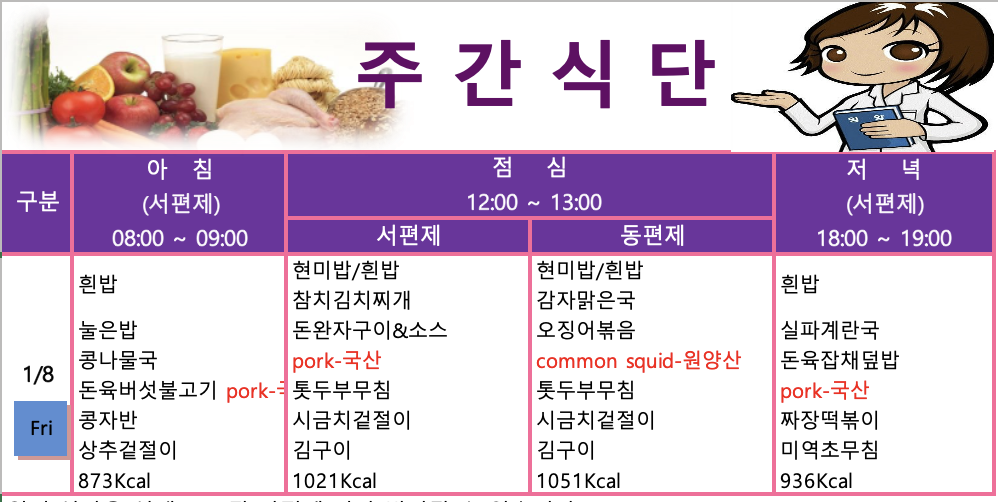 주간식단
구분
아 침
(서편제)
08:00 ~ 09:00
점 심
12:00 ~ 13:00
서편제
동편제
저 녁
(서편제)
18:00 ~ 19:00
1/8
Fri
흰밥
눌은밥
콩나물국
돈육버섯불고기 pork-국
콩자반
상추겉절이
873Kcal
현미밥/흰밥
참치김치찌개
돈완자구이&소스
pork-국산
톳두부무침
시금치겉절이
김구이
1021Kcal
현미밥/흰밥
감자맑은국
오징어볶음
common squid-원양산
톳두부무침
시금치겉절이
김구이
1051Kcal
흰밥
실파계란국
돈육잡채덮밥
pork-국산
짜장떡볶이
미역초무침
936Kcal